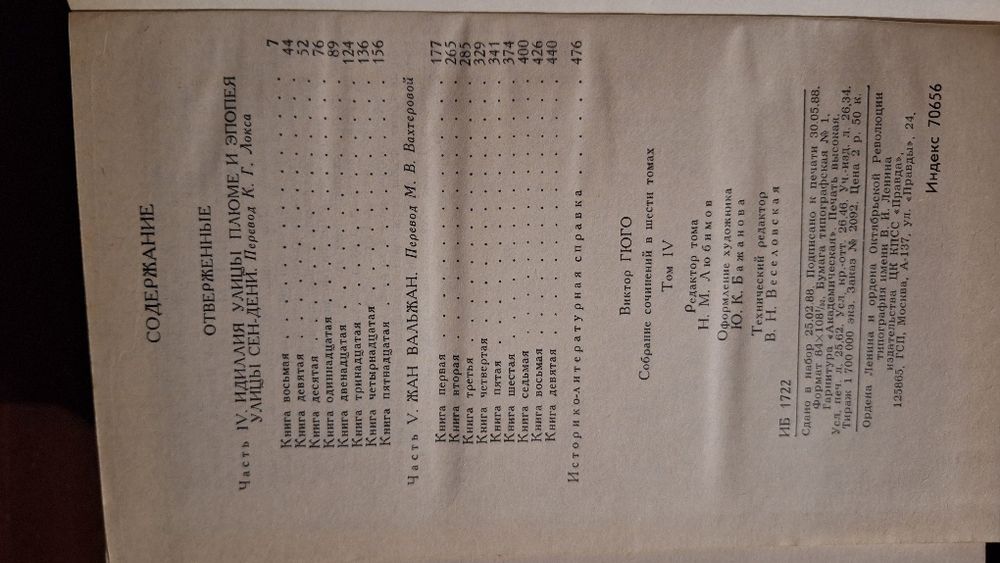 СОДЕРЖАНИЕ
ОТВЕРЖЕННЫЕ
Часть IV. ИДИЛЛИЯ УЛИЦЫ ПЛЮМЕ И ЭПОПЕЯ
УЛИЦЫ СЕН-ДЕНИ. Перевод К. Г. Локса
Книга восьмая . . . . . . . . . . . . . . . 7
Книга девятая . . . . . . . . . . . . . . . 44
Книга десятая . . . . . . . . . . . . . . . 52
Книга одиннадцатая . . . . . . . . . . . . 76
Книга двенадцатая . . . . . . . . . . . . 89
Книга тринадцатая . . . . . . . . . . . . 124
Книга четырнадцатая . . . . . . . . . . . 136
Книга пятнадцатая . . . . . . . . . . . . 156
Часть V. ЖАН ВАЛЬЖАН. Перевод М. В. Вахтеровой
Книга первая . . . . . . . . . . . . . . . 177
Книга вторая . . . . . . . . . . . . . . . 265
Книга третья . . . . . . . . . . . . . . . 285
Книга четвертая . . . . . . . . . . . . . 329
Книга пятая . . . . . . . . . . . . . . . 341
Книга шестая . . . . . . . . . . . . . . . 374
Книга седьмая . . . . . . . . . . . . . . 400
Книга восьмая . . . . . . . . . . . . . . 426
Книга девятая . . . . . . . . . . . . . . 440
Историко-литературная справка . . . . . . 476
Виктор ГЮГО
Собрание сочинений в шести томах
Том IV
Редактор тома
Н. М. Любимов
Оформление художника
Ю. К. Бажанова
Технический редактор
В. Н. Веселовская
ИБ 1722
Сдано в набор 25.02.88. Подписано к печати 30.05.88.
Формат 84×108¹/₃₂. Бумага типографская № 1.
Гарнитура «Академическая». Печать высокая.
Усл. печ. л. 25,62. Усл. кр.-отт. 26,46. Уч.-изд. л. 26,34.
Тираж 1 700 000 экз. Заказ № 2092. Цена 2 р. 50 к.
Ордена Ленина и ордена Октябрьской Революции
типография имени В. И. Ленина
издательства ЦК КПСС «Правда».
125865, ГСП, Москва, А-137, ул. «Правды», 24.
Индекс 70656